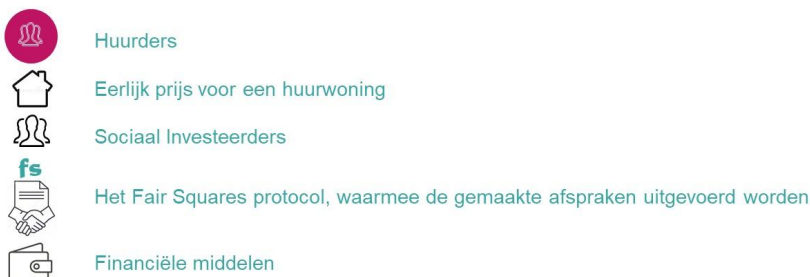 Huurders
Eerlijk prijs voor een huurwoning
Sociaal Investeerders
fs
Het Fair Squares protocol, waarmee de gemaakte afspraken uitgevoerd worden
Financiële middelen